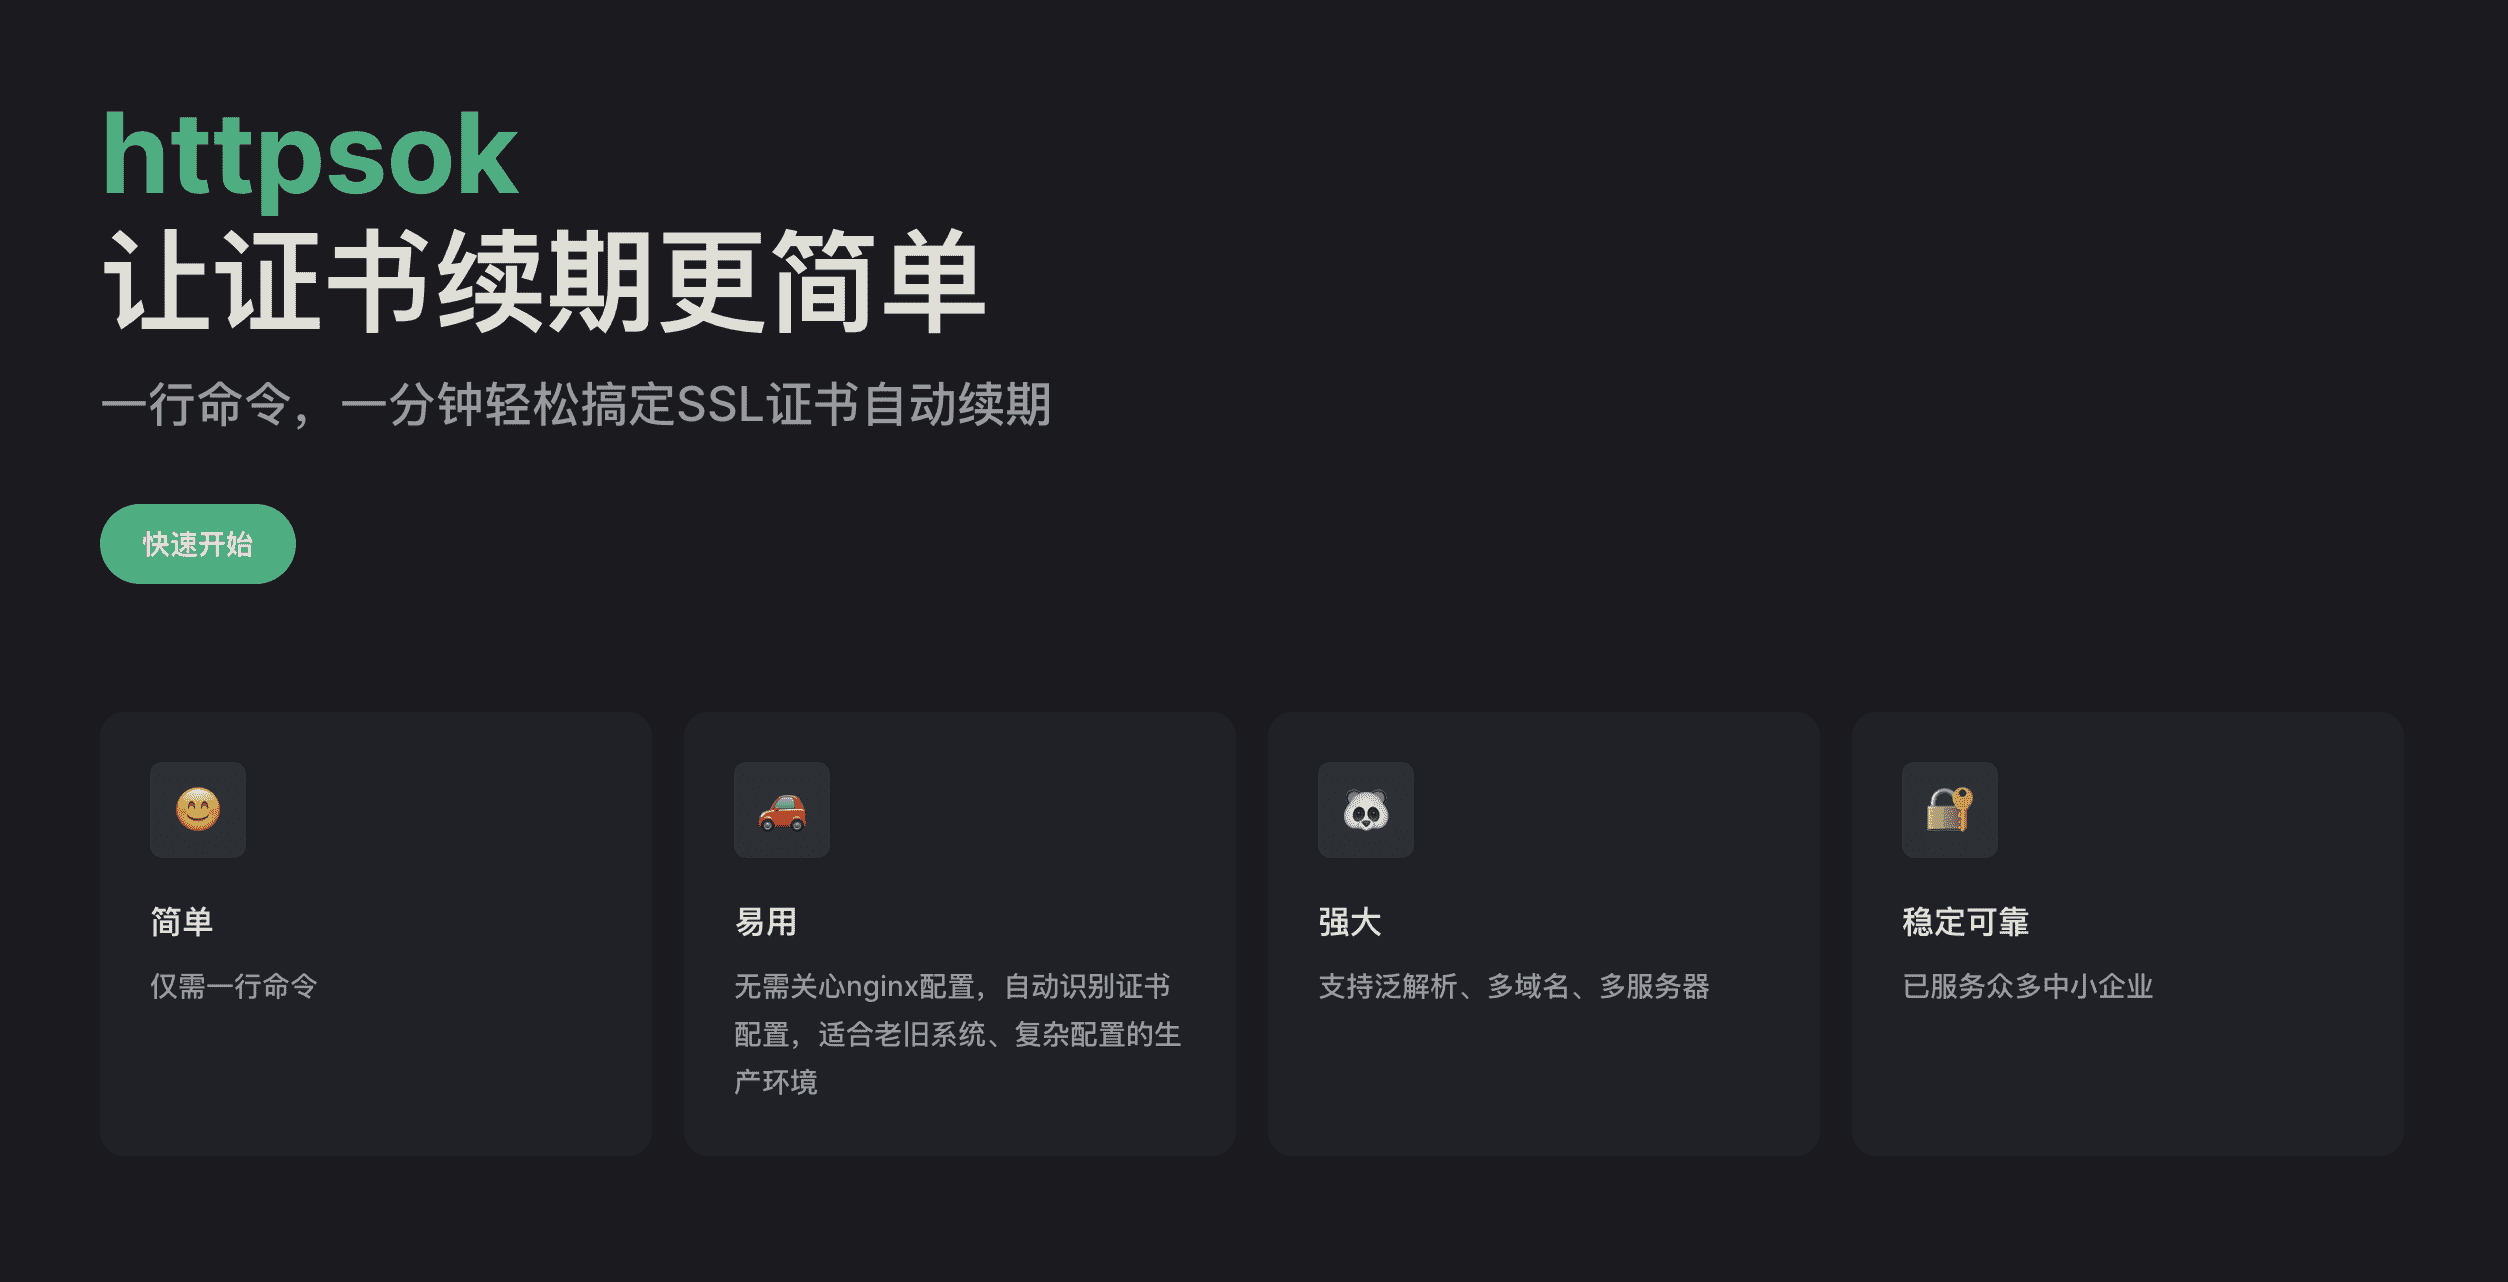 httpsok
让证书续期更简单
一行命令，一分钟轻松搞定SSL证书自动续期
快速开始
简单
仅需一行命令
易用
无需关心nginx配置，自动识别证书
配置，适合老旧系统、复杂配置的生
产环境
强大
支持泛解析、多域名、多服务器
稳定可靠
已服务众多中小企业